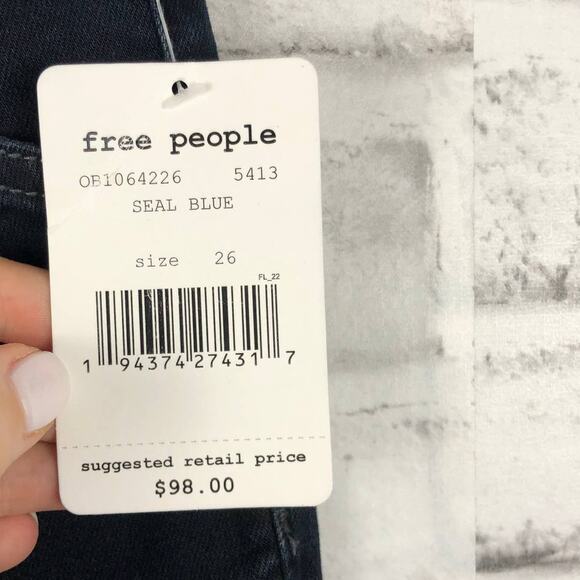 free people
OB1064226 5413
SEAL BLUE
size 26
FL_22
1 94374 27431 7
suggested retail price
$98.00